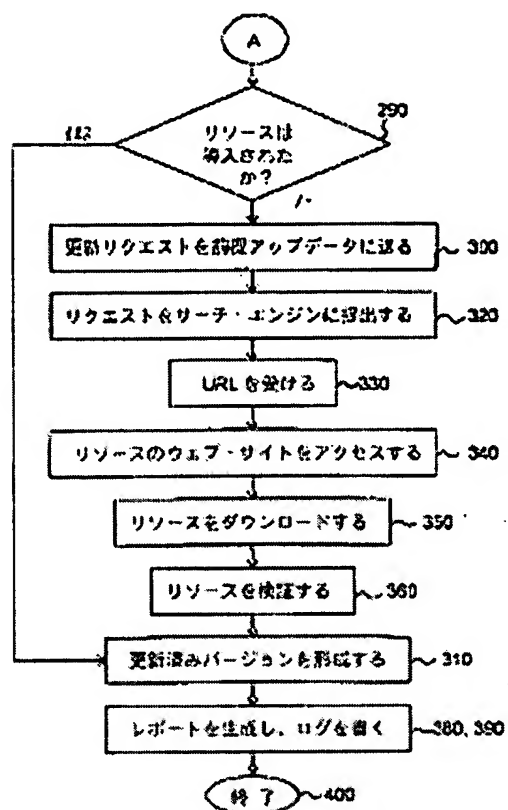 A
290
リソースは
導入された
か?
更新リクエストを前提アップデータに送る
300
リクエストをサーチ・エンジンに提出する
320
URLを受ける
330
リソースのウェブ・サイトをアクセスする
340
リソースをダウンロードする
350
リソースを検証する
360
更新済みバージョンを形成する
310
レポートを生成し、ログを書く
380, 390
終了
400